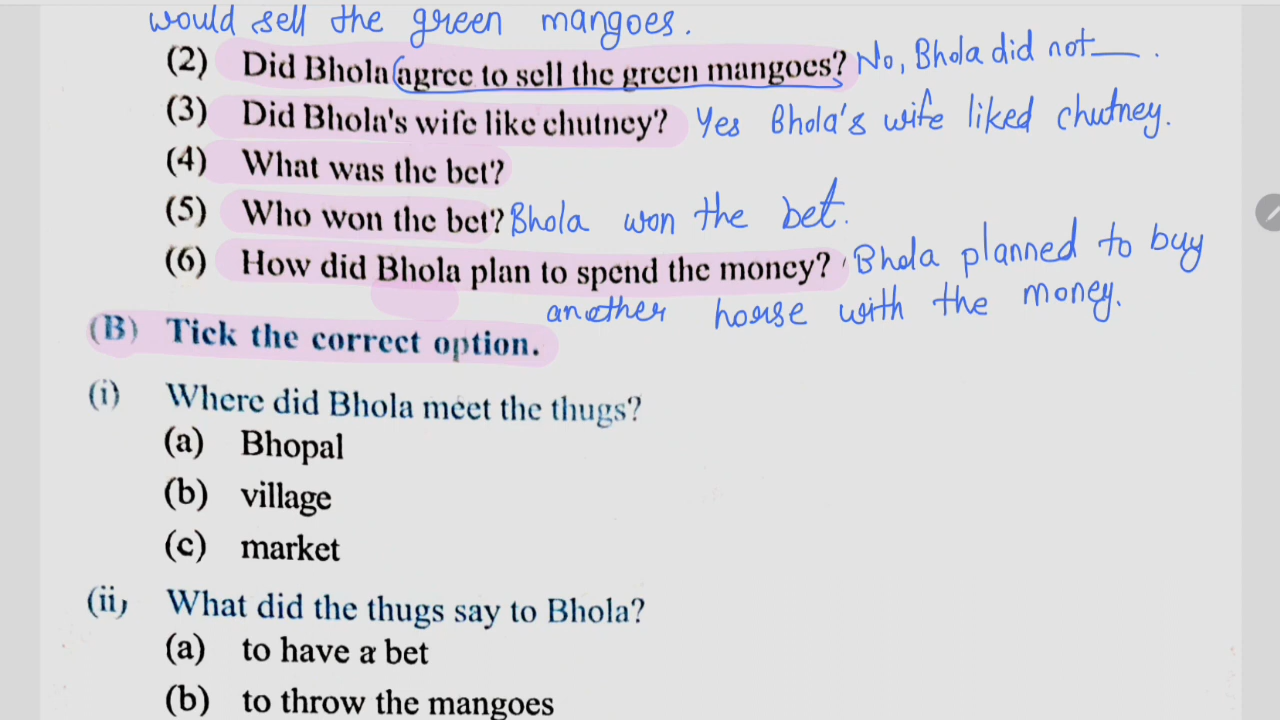 would sell the green mangoes.
(2) Did Bhola agree to sell the green mangoes? No, Bhola did not __ .
(3) Did Bhola's wife like chutney? Yes Bhola's wife liked chutney.
(4) What was the bet?
(5) Who won the bet? Bhola won the bet.
(6) How did Bhola plan to spend the money? Bhola planned to buy
another horse with the money.
(B) Tick the correct option.
(i) Where did Bhola meet the thugs?
(a) Bhopal
(b) village
(c) market
(ii) What did the thugs say to Bhola?
(a) to have a bet
(b) to throw the mangoes